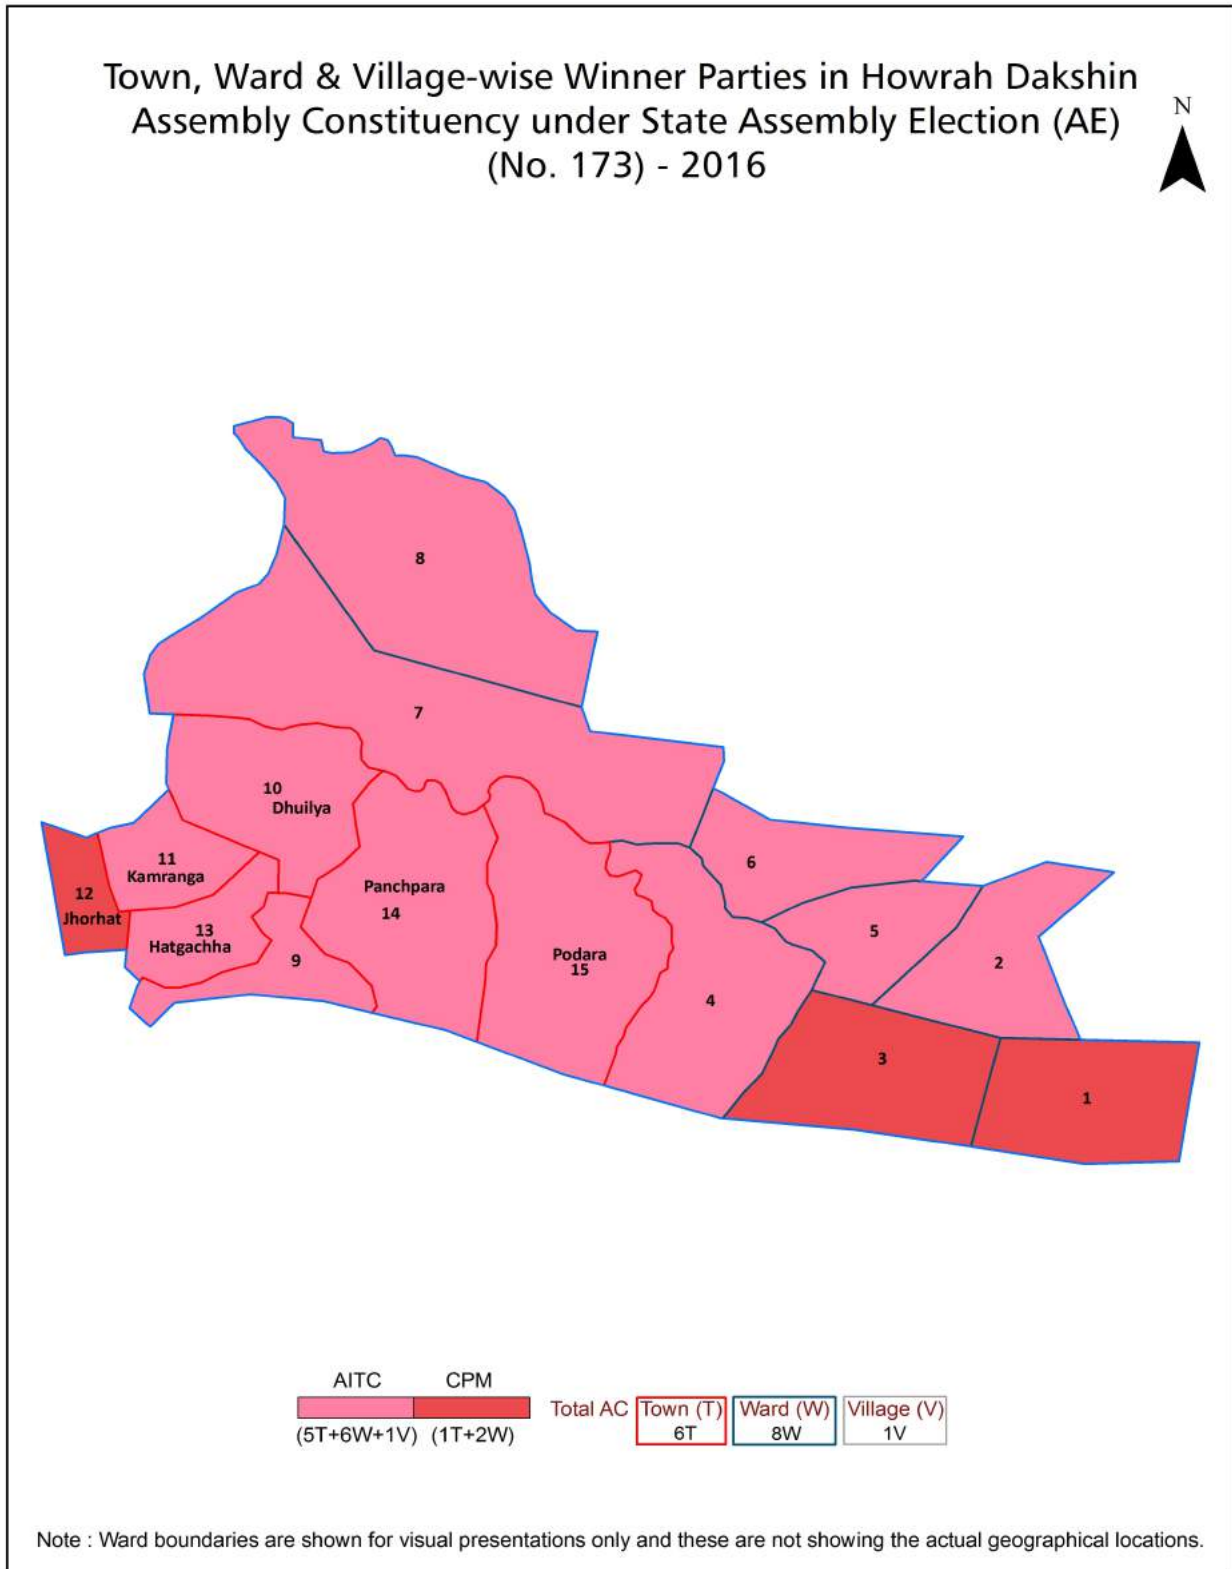 Town, Ward & Village-wise Winner Parties in Howrah Dakshin
Assembly Constituency under State Assembly Election (AE)
(No. 173) - 2016
N
8
7
10
Dhuilya
11
Kamranga
12
Jhorhat
13
Hatgachha
9
Panchpara
14
Podara
15
4
6
5
2
3
1
AITC CPM
(5T+6W+1V) (1T+2W)
Total AC
Town (T)
6T
Ward (W)
8W
Village (V)
1V
Note : Ward boundaries are shown for visual presentations only and these are not showing the actual geographical locations.